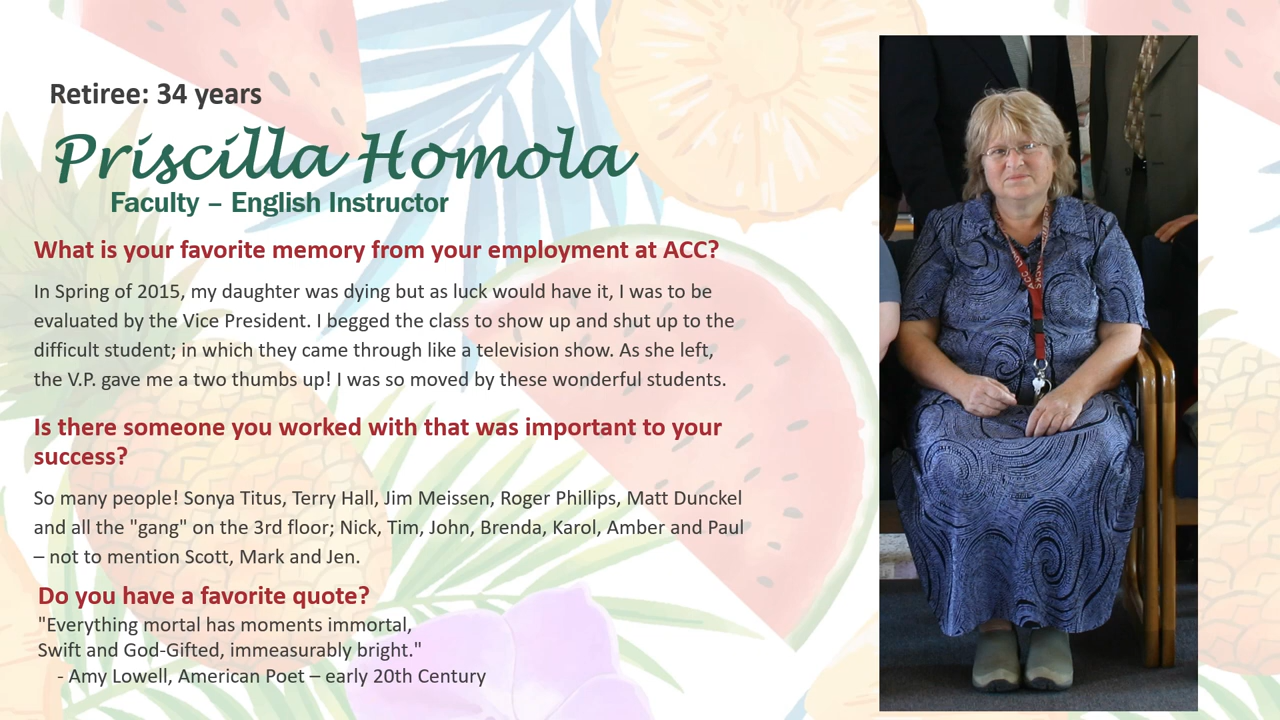 Retiree: 34 years
Priscilla Homola
Faculty – English Instructor
What is your favorite memory from your employment at ACC?
In Spring of 2015, my daughter was dying but as luck would have it, I was to be
evaluated by the Vice President. I begged the class to show up and shut up to the
difficult student; in which they came through like a television show. As she left,
the V.P. gave me a two thumbs up! I was so moved by these wonderful students.
Is there someone you worked with that was important to your
success?
So many people! Sonya Titus, Terry Hall, Jim Meissen, Roger Phillips, Matt Dunckel
and all the "gang" on the 3rd floor; Nick, Tim, John, Brenda, Karol, Amber and Paul
– not to mention Scott, Mark and Jen.
Do you have a favorite quote?
"Everything mortal has moments immortal,
Swift and God-Gifted, immeasurably bright."
- Amy Lowell, American Poet – early 20th Century